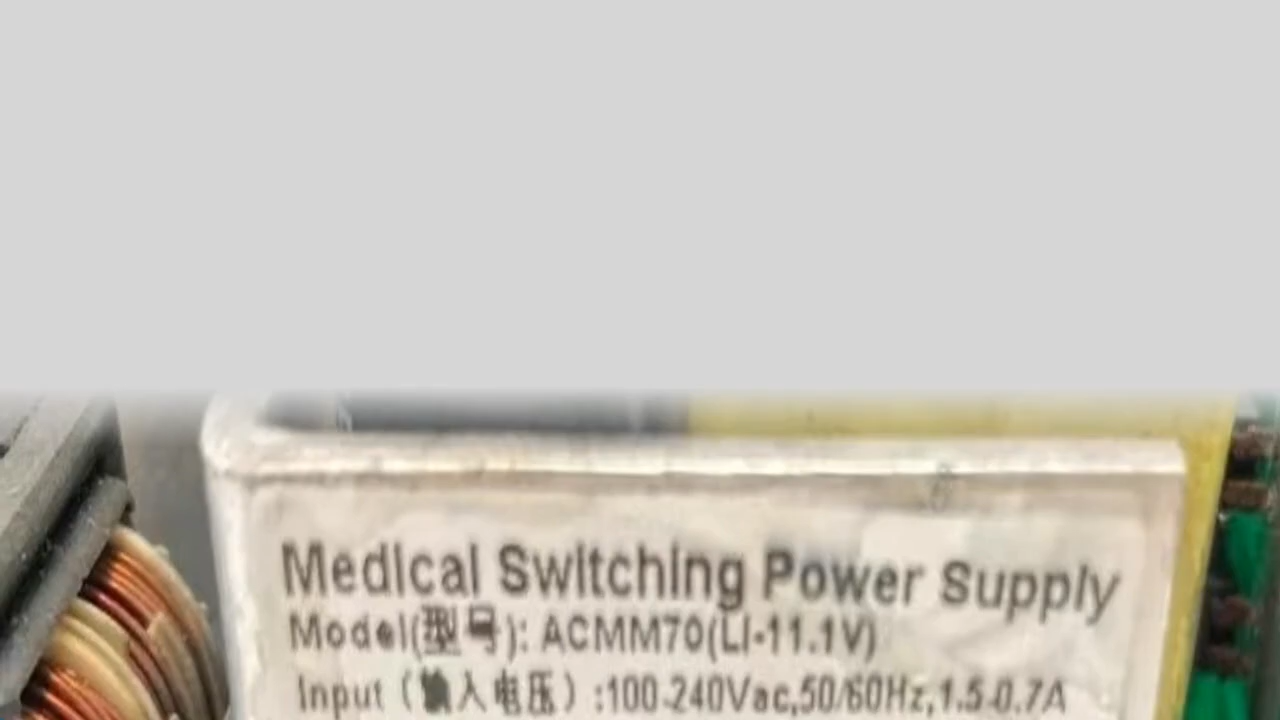 Medical Switching Power Supply
Model(型号): ACMM70(LI-11.1V)
Input（输入电压）:100-240Vac,50/60Hz,1.5-0.7A